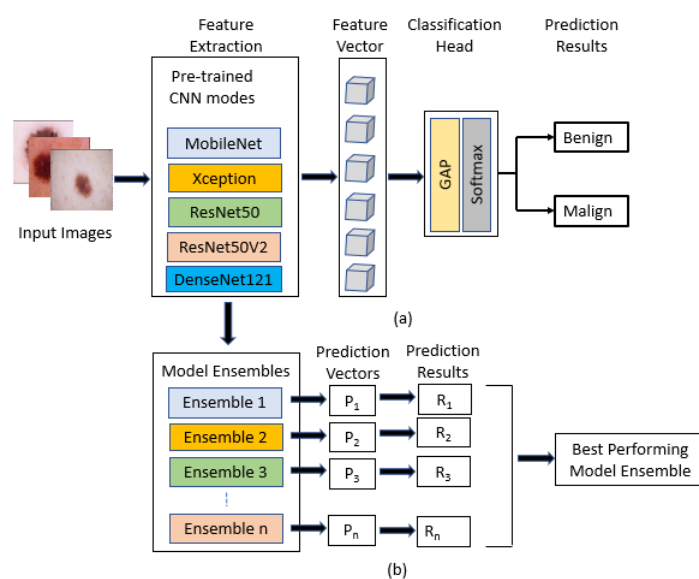 Feature
Extraction
Feature
Vector
Classification
Head
Prediction
Results
Pre-trained
CNN modes
MobileNet
Xception
ResNet50
ResNet50V2
DenseNet121
Input Images
GAP
Softmax
Benign
Malign
(a)
Model Ensembles
Prediction
Vectors
Prediction
Results
Ensemble 1
P1
R1
Ensemble 2
P2
R2
Ensemble 3
P3
R3
Ensemble n
Pn
Rn
Best Performing
Model Ensemble
(b)